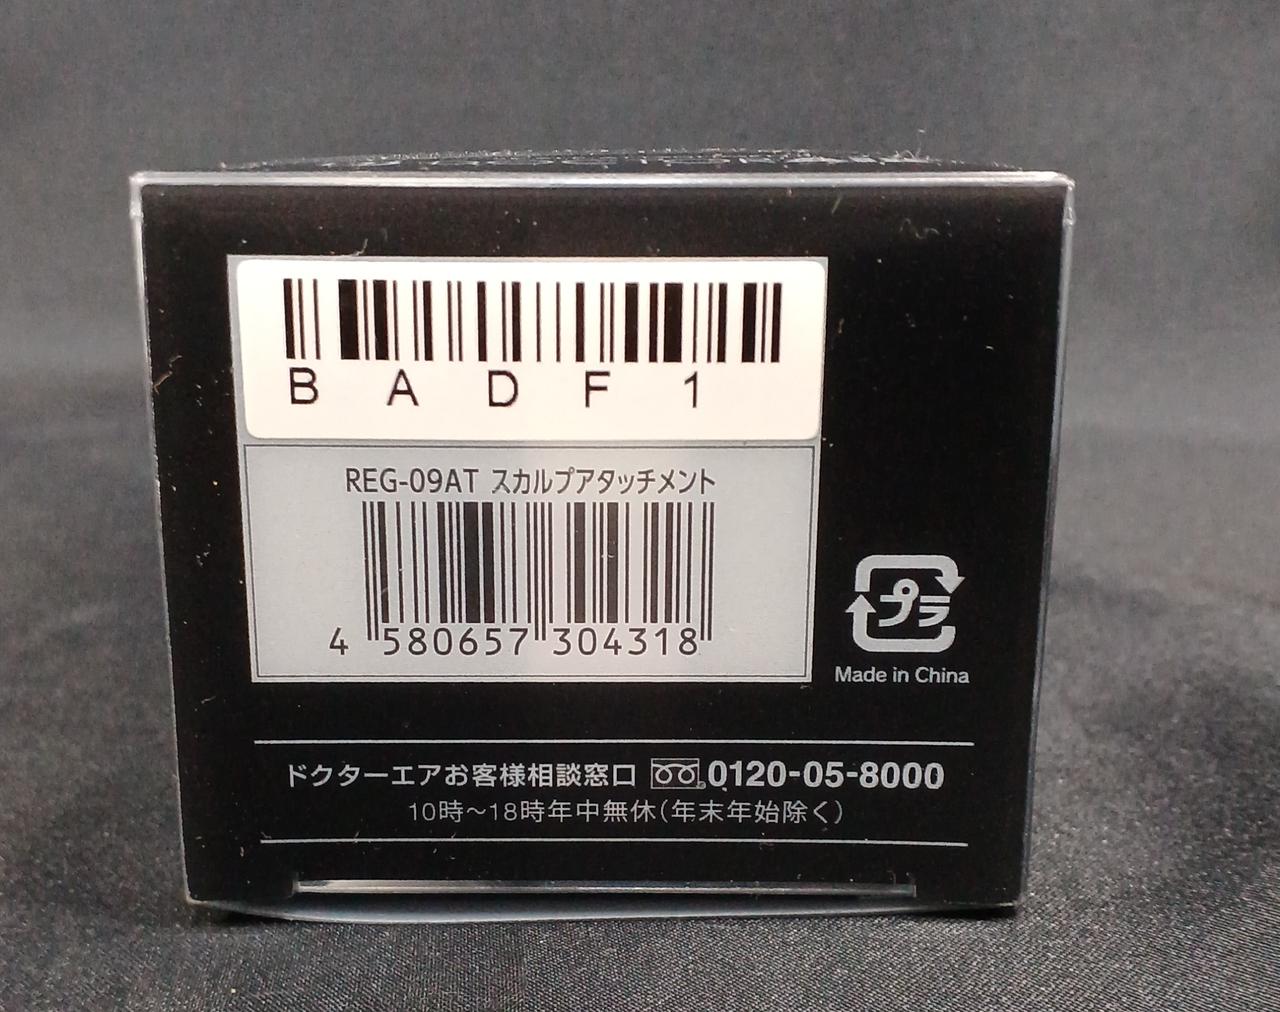 B A D F 1
REG-09AT スカルプアタッチメント
4 580657 304318
プラ
Made in China
ドクターエアお客様相談窓口 0120-05-8000
10時～18時年中無休(年末年始除く)